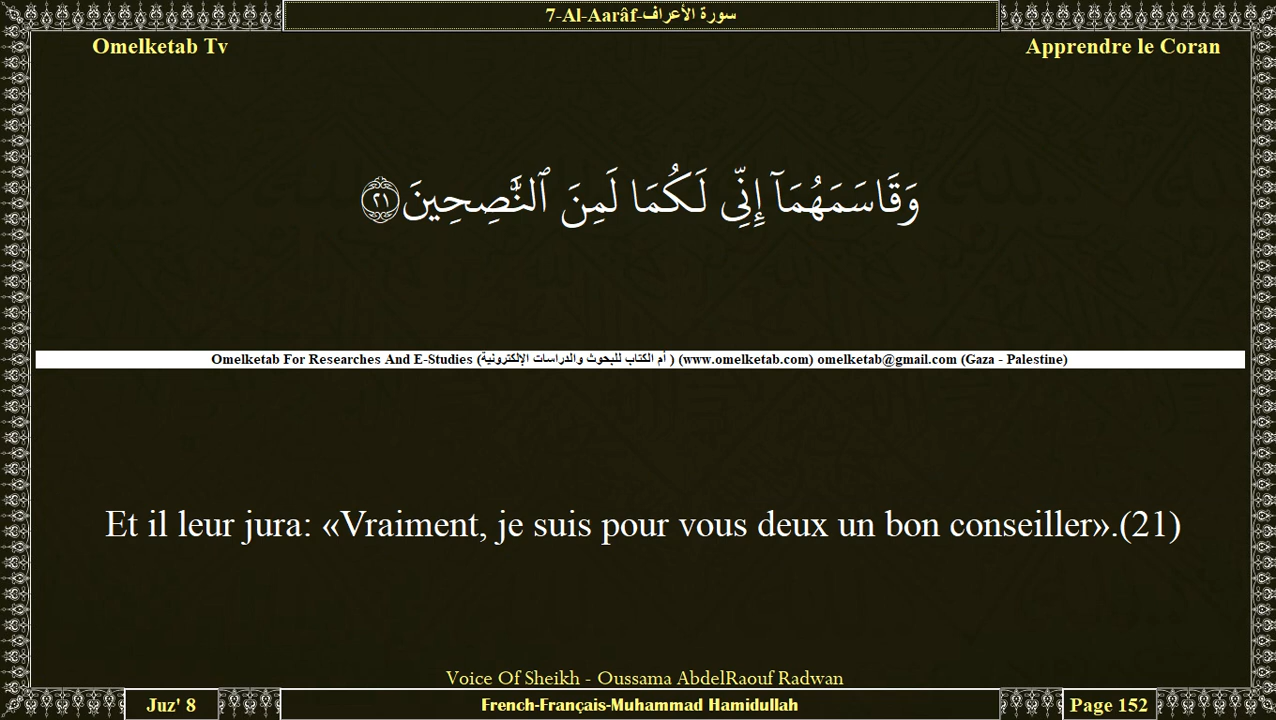 7-Al-Aarâf-سورة الأعراف
Omelketab Tv
Apprendre le Coran
وَقَاسَمَهُمَآ إِنِّى لَكُمَا لَمِنَ ٱلنَّٰصِحِينَ ٢١
Omelketab For Researches And E-Studies (أم الكتاب للبحوث والدراسات الإلكترونية ) (www.omelketab.com) omelketab@gmail.com (Gaza - Palestine)
Et il leur jura: «Vraiment, je suis pour vous deux un bon conseiller».(21)
Voice Of Sheikh - Oussama AbdelRaouf Radwan
Juz' 8
French-Français-Muhammad Hamidullah
Page 152